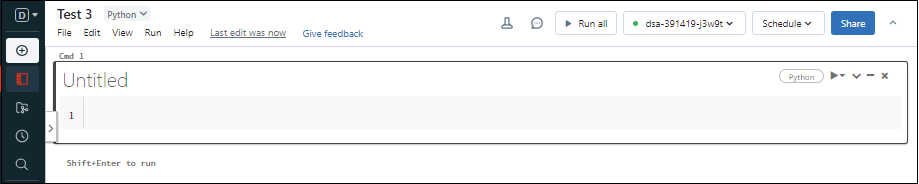 D
Test 3 Python
File Edit View Run Help Last edit was now Give feedback
Run all dsa-391419-j3w9t Schedule Share
Cmd 1
Untitled
Python
1
Shift+Enter to run